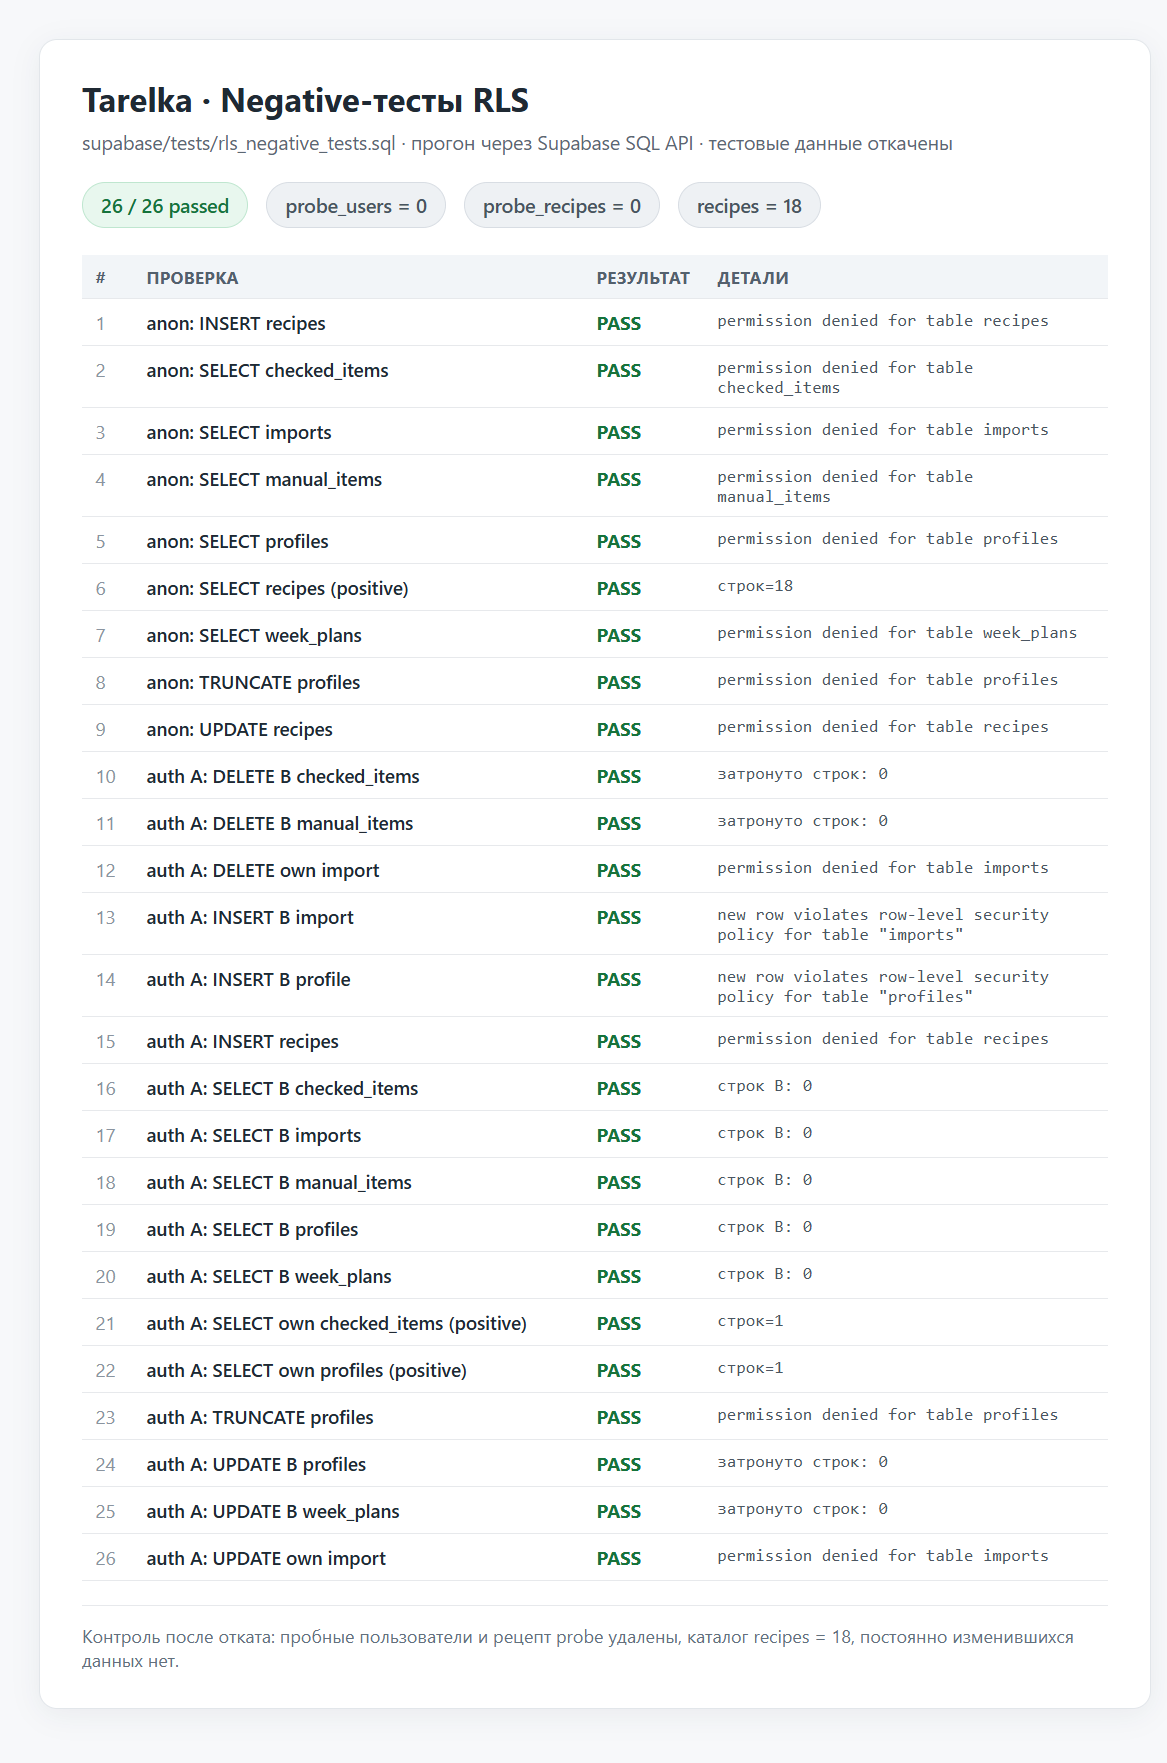 Tarelka · Negative-тесты RLS
supabase/tests/rls_negative_tests.sql · прогон через Supabase SQL API · тестовые данные откачены
26 / 26 passed probe_users = 0 probe_recipes = 0 recipes = 18
# ПРОВЕРКА РЕЗУЛЬТАТ ДЕТАЛИ
1 anon: INSERT recipes PASS permission denied for table recipes
2 anon: SELECT checked_items PASS permission denied for table
checked_items
3 anon: SELECT imports PASS permission denied for table imports
4 anon: SELECT manual_items PASS permission denied for table
manual_items
5 anon: SELECT profiles PASS permission denied for table profiles
6 anon: SELECT recipes (positive) PASS строк=18
7 anon: SELECT week_plans PASS permission denied for table week_plans
8 anon: TRUNCATE profiles PASS permission denied for table profiles
9 anon: UPDATE recipes PASS permission denied for table recipes
10 auth A: DELETE B checked_items PASS затронуто строк: 0
11 auth A: DELETE B manual_items PASS затронуто строк: 0
12 auth A: DELETE own import PASS permission denied for table imports
13 auth A: INSERT B import PASS new row violates row-level security
policy for table "imports"
14 auth A: INSERT B profile PASS new row violates row-level security
policy for table "profiles"
15 auth A: INSERT recipes PASS permission denied for table recipes
16 auth A: SELECT B checked_items PASS строк B: 0
17 auth A: SELECT B imports PASS строк B: 0
18 auth A: SELECT B manual_items PASS строк B: 0
19 auth A: SELECT B profiles PASS строк B: 0
20 auth A: SELECT B week_plans PASS строк B: 0
21 auth A: SELECT own checked_items (positive) PASS строк=1
22 auth A: SELECT own profiles (positive) PASS строк=1
23 auth A: TRUNCATE profiles PASS permission denied for table profiles
24 auth A: UPDATE B profiles PASS затронуто строк: 0
25 auth A: UPDATE B week_plans PASS затронуто строк: 0
26 auth A: UPDATE own import PASS permission denied for table imports
Контроль после отката: пробные пользователи и рецепт probe удалены, каталог recipes = 18, постоянно изменившихся
данных нет.